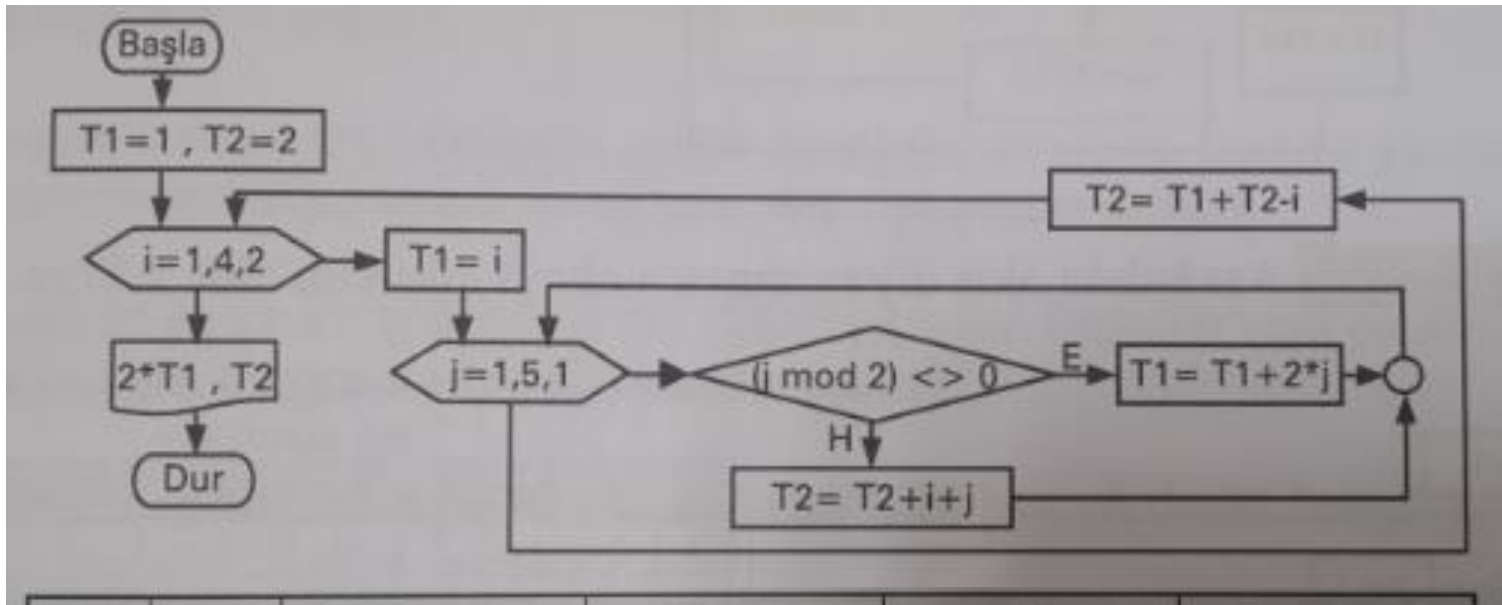 Başla
T1=1 , T2=2
T2= T1+T2-i
i=1,4,2
T1= i
j=1,5,1
(j mod 2) <> 0
E
T1= T1+2*j
2*T1 , T2
H
Dur
T2= T2+i+j